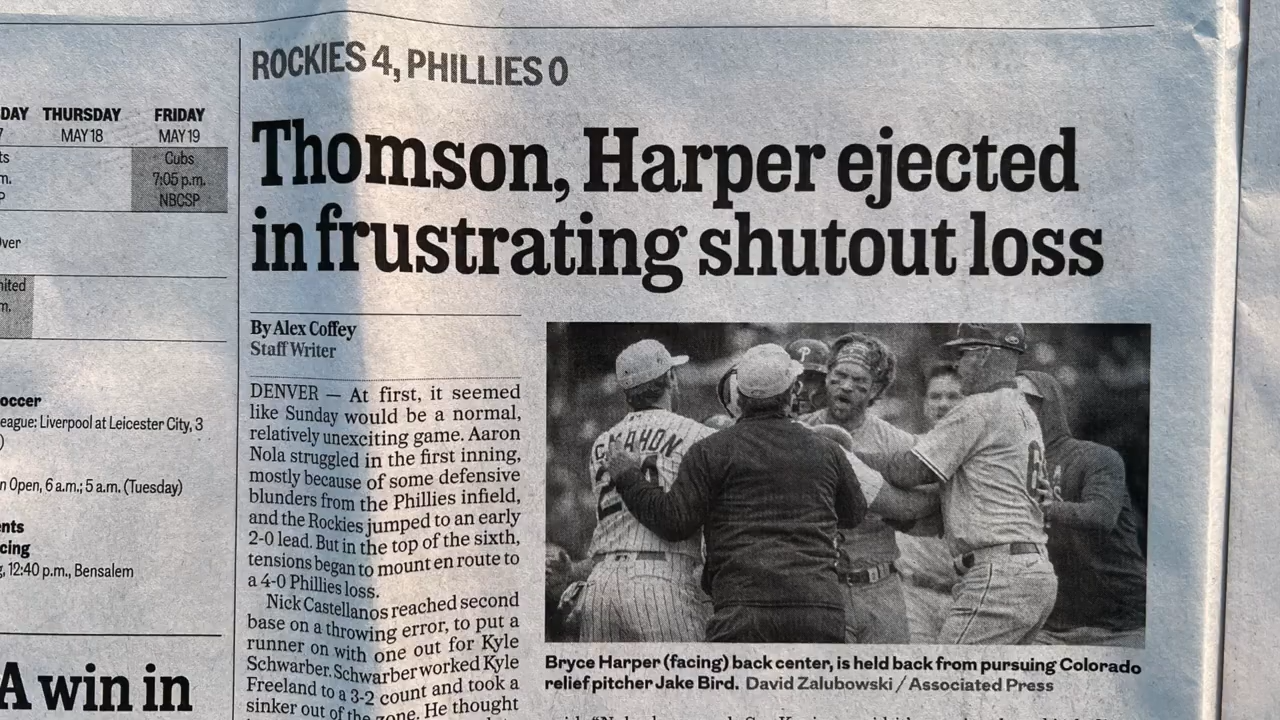 ROCKIES 4, PHILLIES 0
Thomson, Harper ejected
in frustrating shutout loss
DAY THURSDAY FRIDAY
7 MAY 18 MAY 19
ts Cubs
m. 7:05 p.m.
P NBCSP
Over
nited
m.
occer
eague: Liverpool at Leicester City, 3
)
n Open, 6 a.m.; 5 a.m. (Tuesday)
nts
cing
, 12:40 p.m., Bensalem
A win in
By Alex Coffey
Staff Writer
DENVER — At first, it seemed
like Sunday would be a normal,
relatively unexciting game. Aaron
Nola struggled in the first inning,
mostly because of some defensive
blunders from the Phillies infield,
and the Rockies jumped to an early
2-0 lead. But in the top of the sixth,
tensions began to mount en route to
a 4-0 Phillies loss.
Nick Castellanos reached second
base on a throwing error, to put a
runner on with one out for Kyle
Schwarber. Schwarber worked Kyle
Freeland to a 3-2 count and took a
sinker out of the zone. He thought
Bryce Harper (facing) back center, is held back from pursuing Colorado
relief pitcher Jake Bird. David Zalubowski / Associated Press